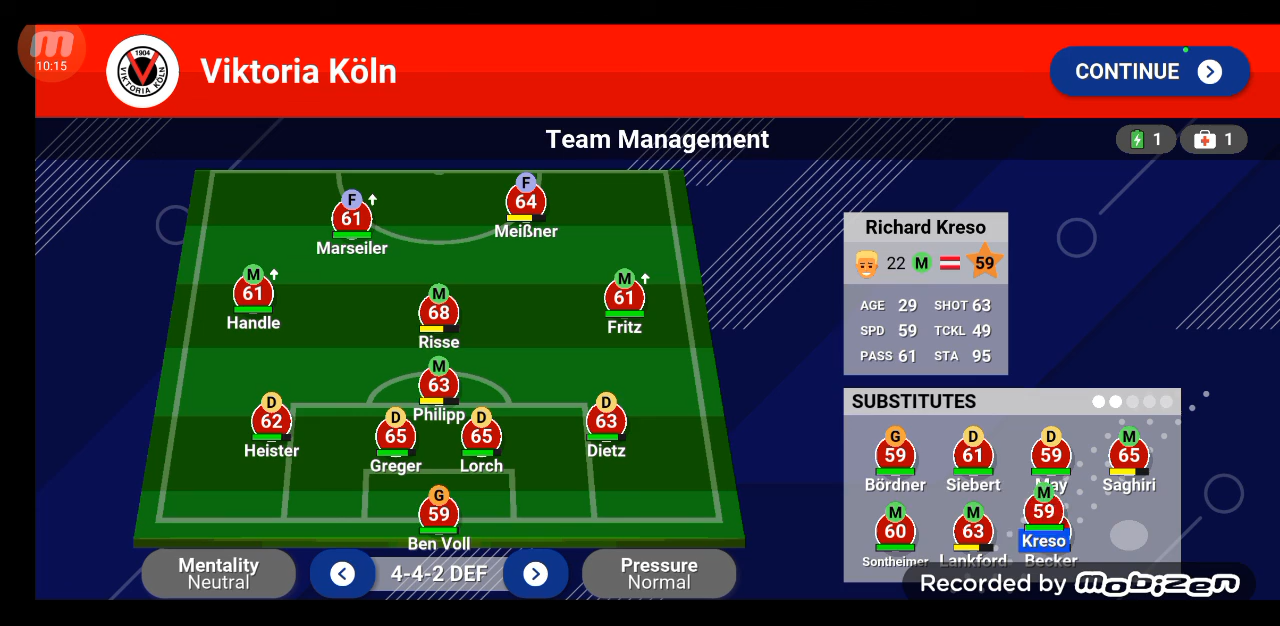 10:15
1904
VIKTORIA KÖLN
Viktoria Köln
CONTINUE
Team Management
1
1
F
61
Marseiler
F
64
Meißner
M
61
Handle
M
68
Risse
M
61
Fritz
M
63
Philipp
D
62
Heister
D
65
Greger
D
65
Lorch
D
63
Dietz
G
59
Ben Voll
Mentality
Neutral
4-4-2 DEF
Pressure
Normal
Richard Kreso
22 M 59
AGE 29 SHOT 63
SPD 59 TCKL 49
PASS 61 STA 95
SUBSTITUTES
G
59
Bördner
D
61
Siebert
D
59
May
M
65
Saghiri
M
60
Sontheimer
M
63
Lankford
M
59
Kreso
Becker
Recorded by mobizen